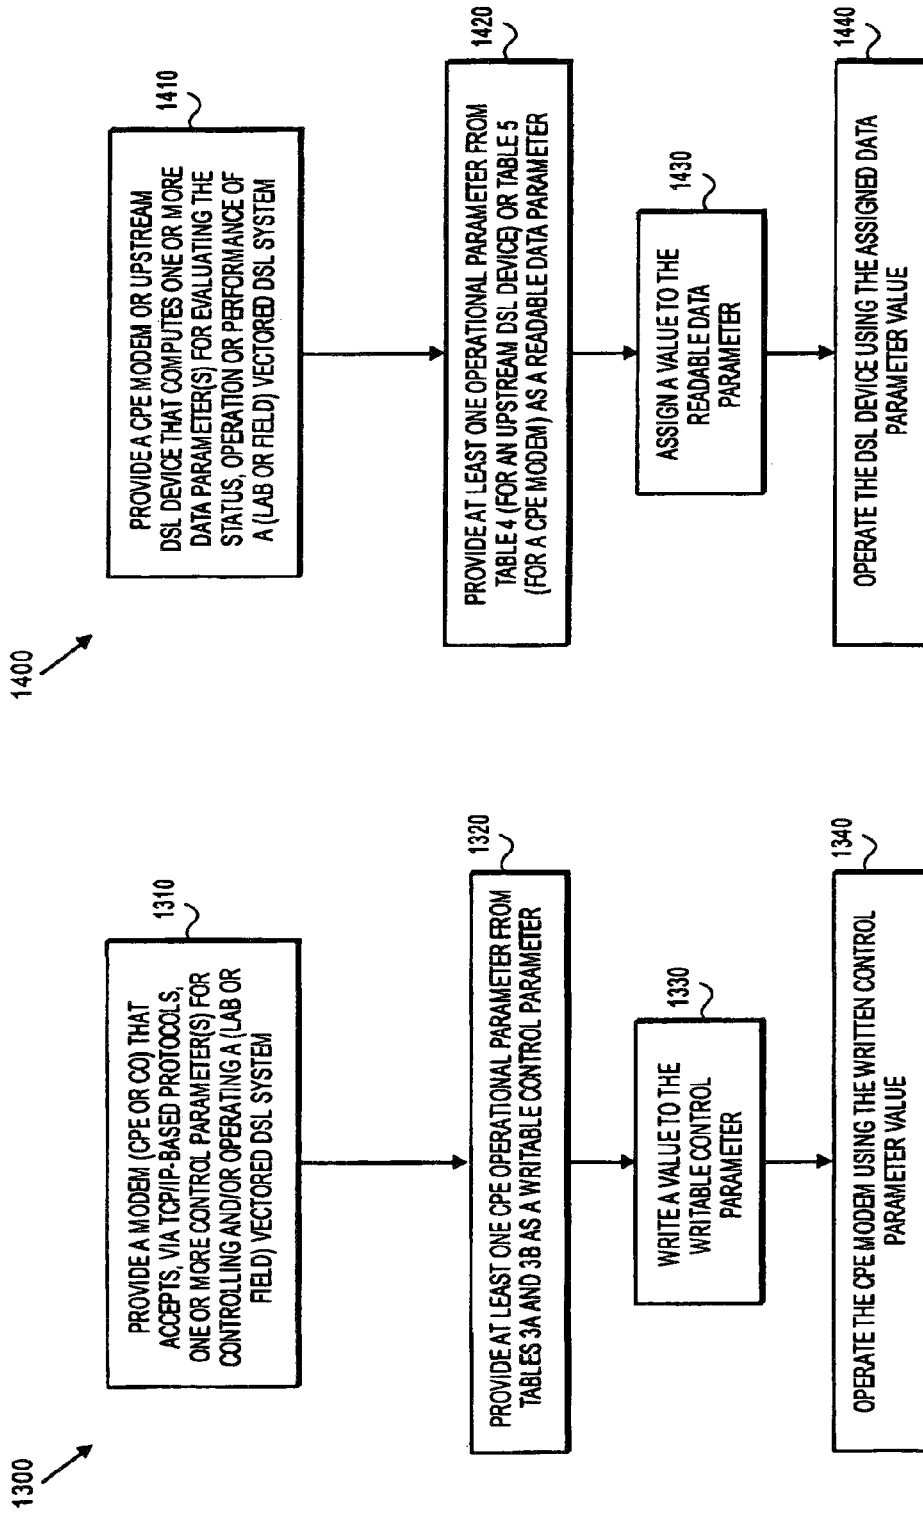 1300
PROVIDE A MODEM (CPE OR CO) THAT
ACCEPTS, VIA TCP/IP-BASED PROTOCOLS,
ONE OR MORE CONTROL PARAMETER(S) FOR
CONTROLLING AND/OR OPERATING A (LAB OR
FIELD) VECTORED DSL SYSTEM
1310
PROVIDE AT LEAST ONE CPE OPERATIONAL PARAMETER FROM
TABLES 3A AND 3B AS A WRITABLE CONTROL PARAMETER
1320
WRITE A VALUE TO THE
WRITABLE CONTROL
PARAMETER
1330
OPERATE THE CPE MODEM USING THE WRITTEN CONTROL
PARAMETER VALUE
1340
1400
PROVIDE A CPE MODEM OR UPSTREAM
DSL DEVICE THAT COMPUTES ONE OR MORE
DATA PARAMETER(S) FOR EVALUATING THE
STATUS, OPERATION OR PERFORMANCE OF
A (LAB OR FIELD) VECTORED DSL SYSTEM
1410
PROVIDE AT LEAST ONE OPERATIONAL PARAMETER FROM
TABLE 4 (FOR AN UPSTREAM DSL DEVICE) OR TABLE 5
(FOR A CPE MODEM) AS A READABLE DATA PARAMETER
1420
ASSIGN A VALUE TO THE
READABLE DATA
PARAMETER
1430
OPERATE THE DSL DEVICE USING THE ASSIGNED DATA
PARAMETER VALUE
1440